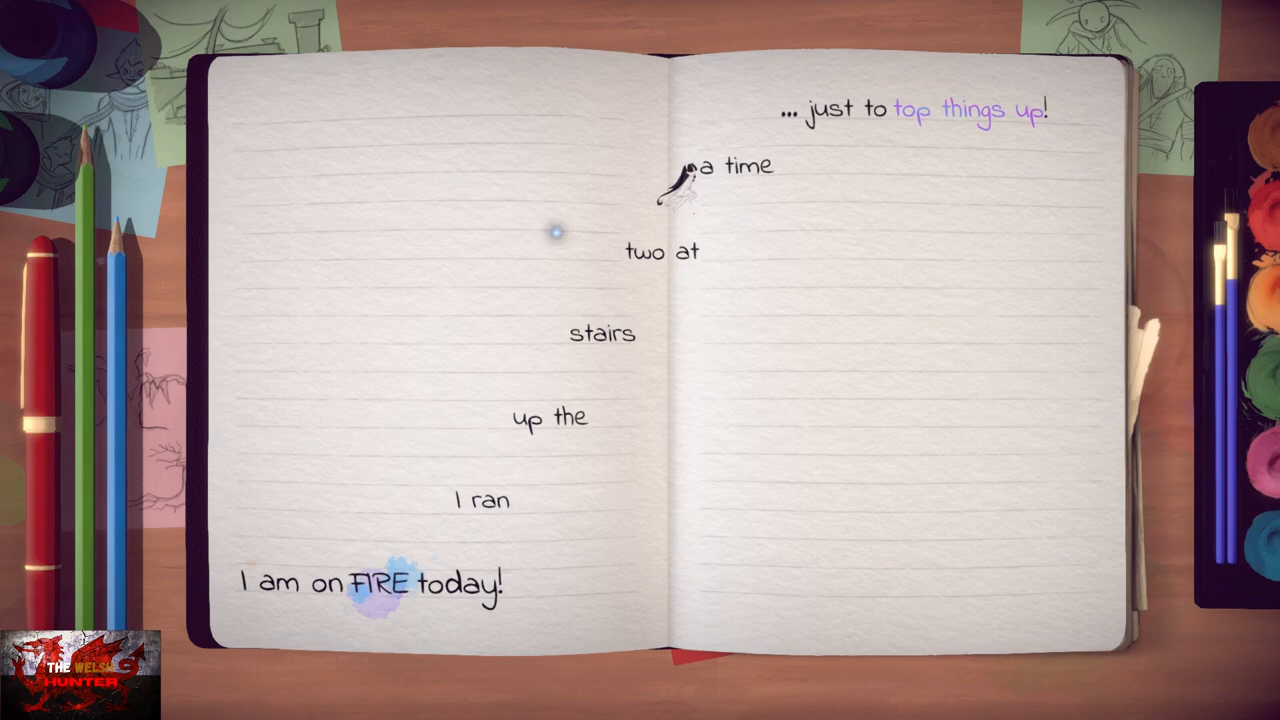 I am on FIRE today!
I ran
up the
stairs
two at
a time
... just to top things up!
THE WELSH
HUNTER